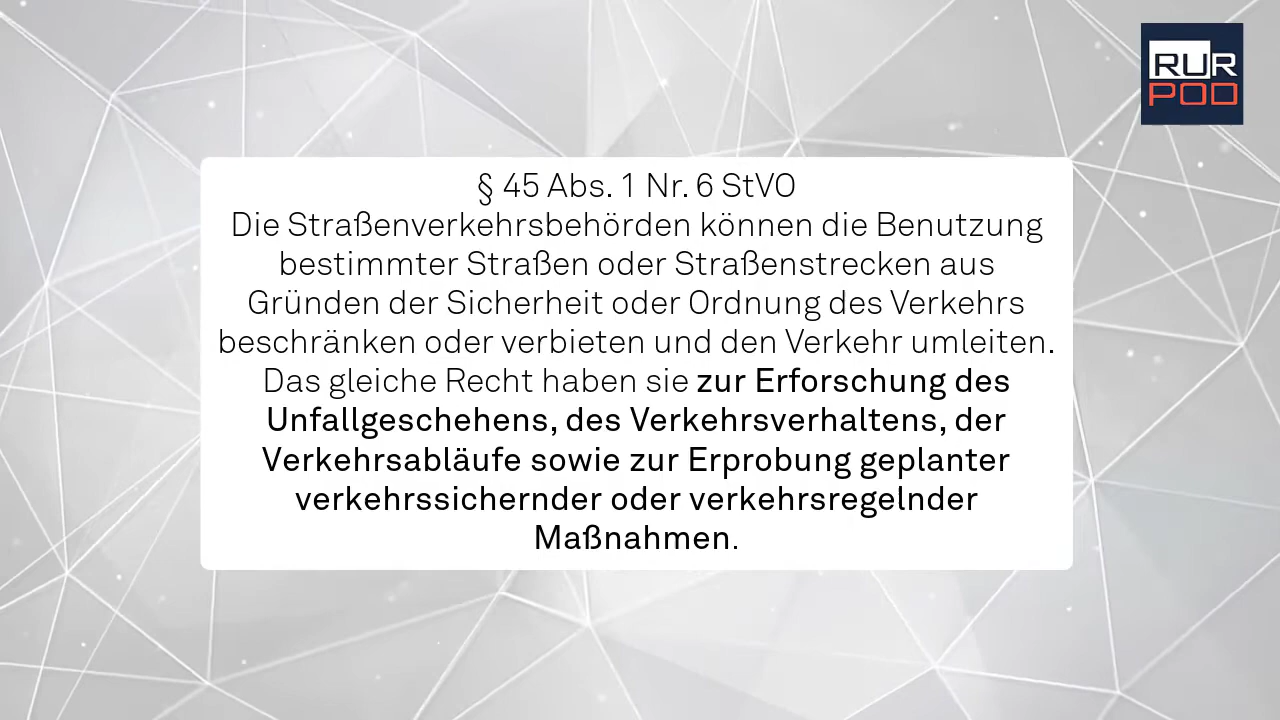 RUR
POD
§ 45 Abs. 1 Nr. 6 StVO
Die Straßenverkehrsbehörden können die Benutzung
bestimmter Straßen oder Straßenstrecken aus
Gründen der Sicherheit oder Ordnung des Verkehrs
beschränken oder verbieten und den Verkehr umleiten.
Das gleiche Recht haben sie zur Erforschung des
Unfallgeschehens, des Verkehrsverhaltens, der
Verkehrsabläufe sowie zur Erprobung geplanter
verkehrssichernder oder verkehrsregelnder
Maßnahmen.